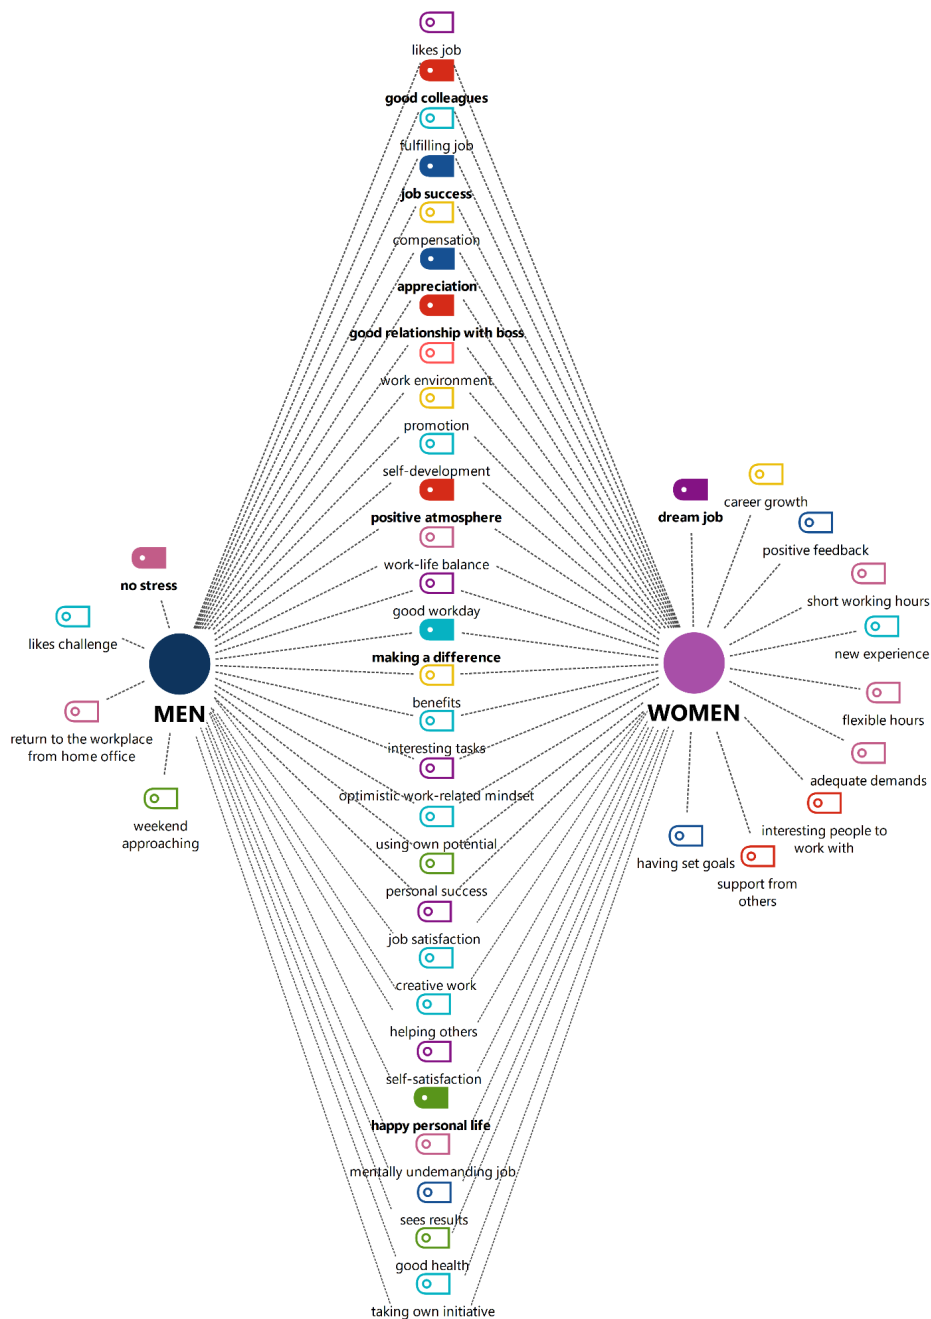 likes job
good colleagues
fulfilling job
job success
compensation
appreciation
good relationship with boss
work environment
promotion
self-development
positive atmosphere
work-life balance
good workday
making a difference
benefits
interesting tasks
optimistic work-related mindset
using own potential
personal success
job satisfaction
creative work
helping others
self-satisfaction
happy personal life
mentally undemanding job
sees results
good health
taking own initiative
no stress
likes challenge
MEN
return to the workplace
from home office
weekend
approaching
dream job
career growth
positive feedback
short working hours
new experience
WOMEN
flexible hours
adequate demands
interesting people to
work with
having set goals
support from
others